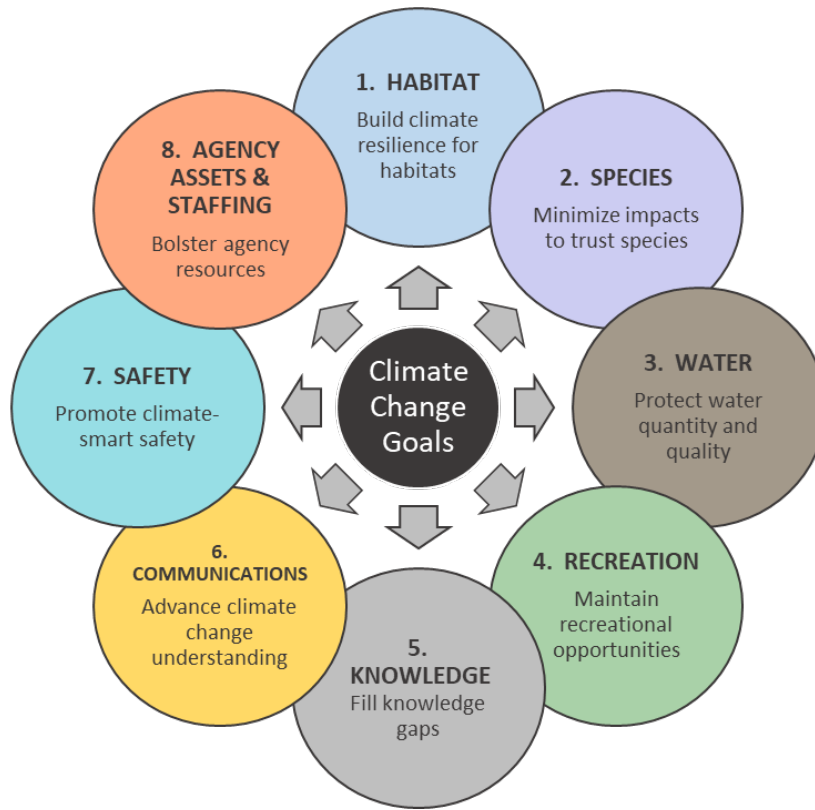 1. HABITAT
Build climate
resilience for
habitats
2. SPECIES
Minimize impacts
to trust species
3. WATER
Protect water
quantity and
quality
4. RECREATION
Maintain
recreational
opportunities
5.
KNOWLEDGE
Fill knowledge
gaps
6.
COMMUNICATIONS
Advance climate
change
understanding
7. SAFETY
Promote climate-
smart safety
8. AGENCY
ASSETS &
STAFFING
Bolster agency
resources
Climate
Change
Goals